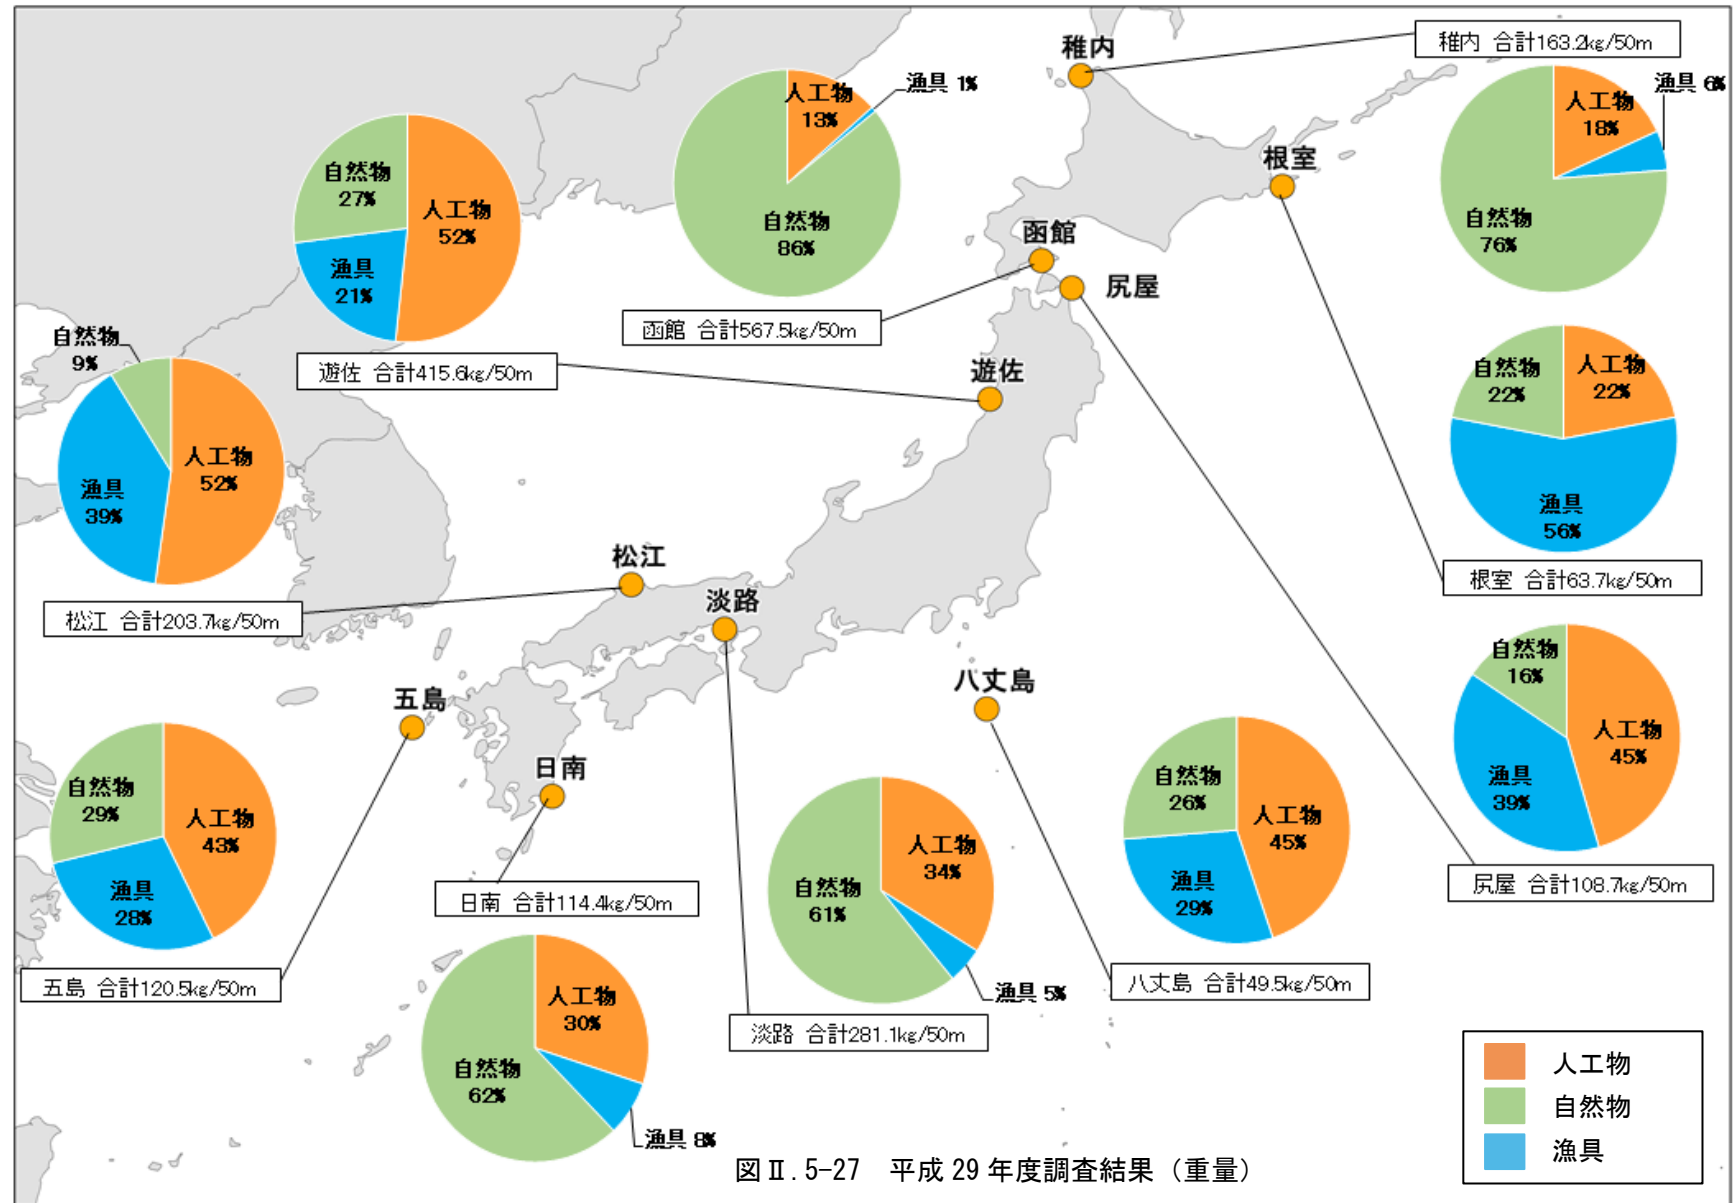 稚内
稚内 合計163.2kg/50m
人工物
18%
漁具 6%
自然物
76%
人工物
13%
漁具 1%
自然物
86%
函館 合計567.5kg/50m
根室
函館
尻屋
自然物
27%
人工物
52%
漁具
21%
遊佐 合計415.6kg/50m
遊佐
自然物
22%
人工物
22%
漁具
56%
根室 合計63.7kg/50m
自然物
9%
人工物
52%
漁具
39%
松江 合計203.7kg/50m
松江
淡路
八丈島
五島
日南
自然物
16%
人工物
45%
漁具
39%
尻屋 合計108.7kg/50m
自然物
29%
人工物
43%
漁具
28%
五島 合計120.5kg/50m
日南 合計114.4kg/50m
人工物
30%
自然物
62%
漁具 8%
人工物
34%
自然物
61%
漁具 5%
淡路 合計281.1kg/50m
自然物
26%
人工物
45%
漁具
29%
八丈島 合計49.5kg/50m
人工物
自然物
漁具
図Ⅱ.5-27 平成29年度調査結果（重量）